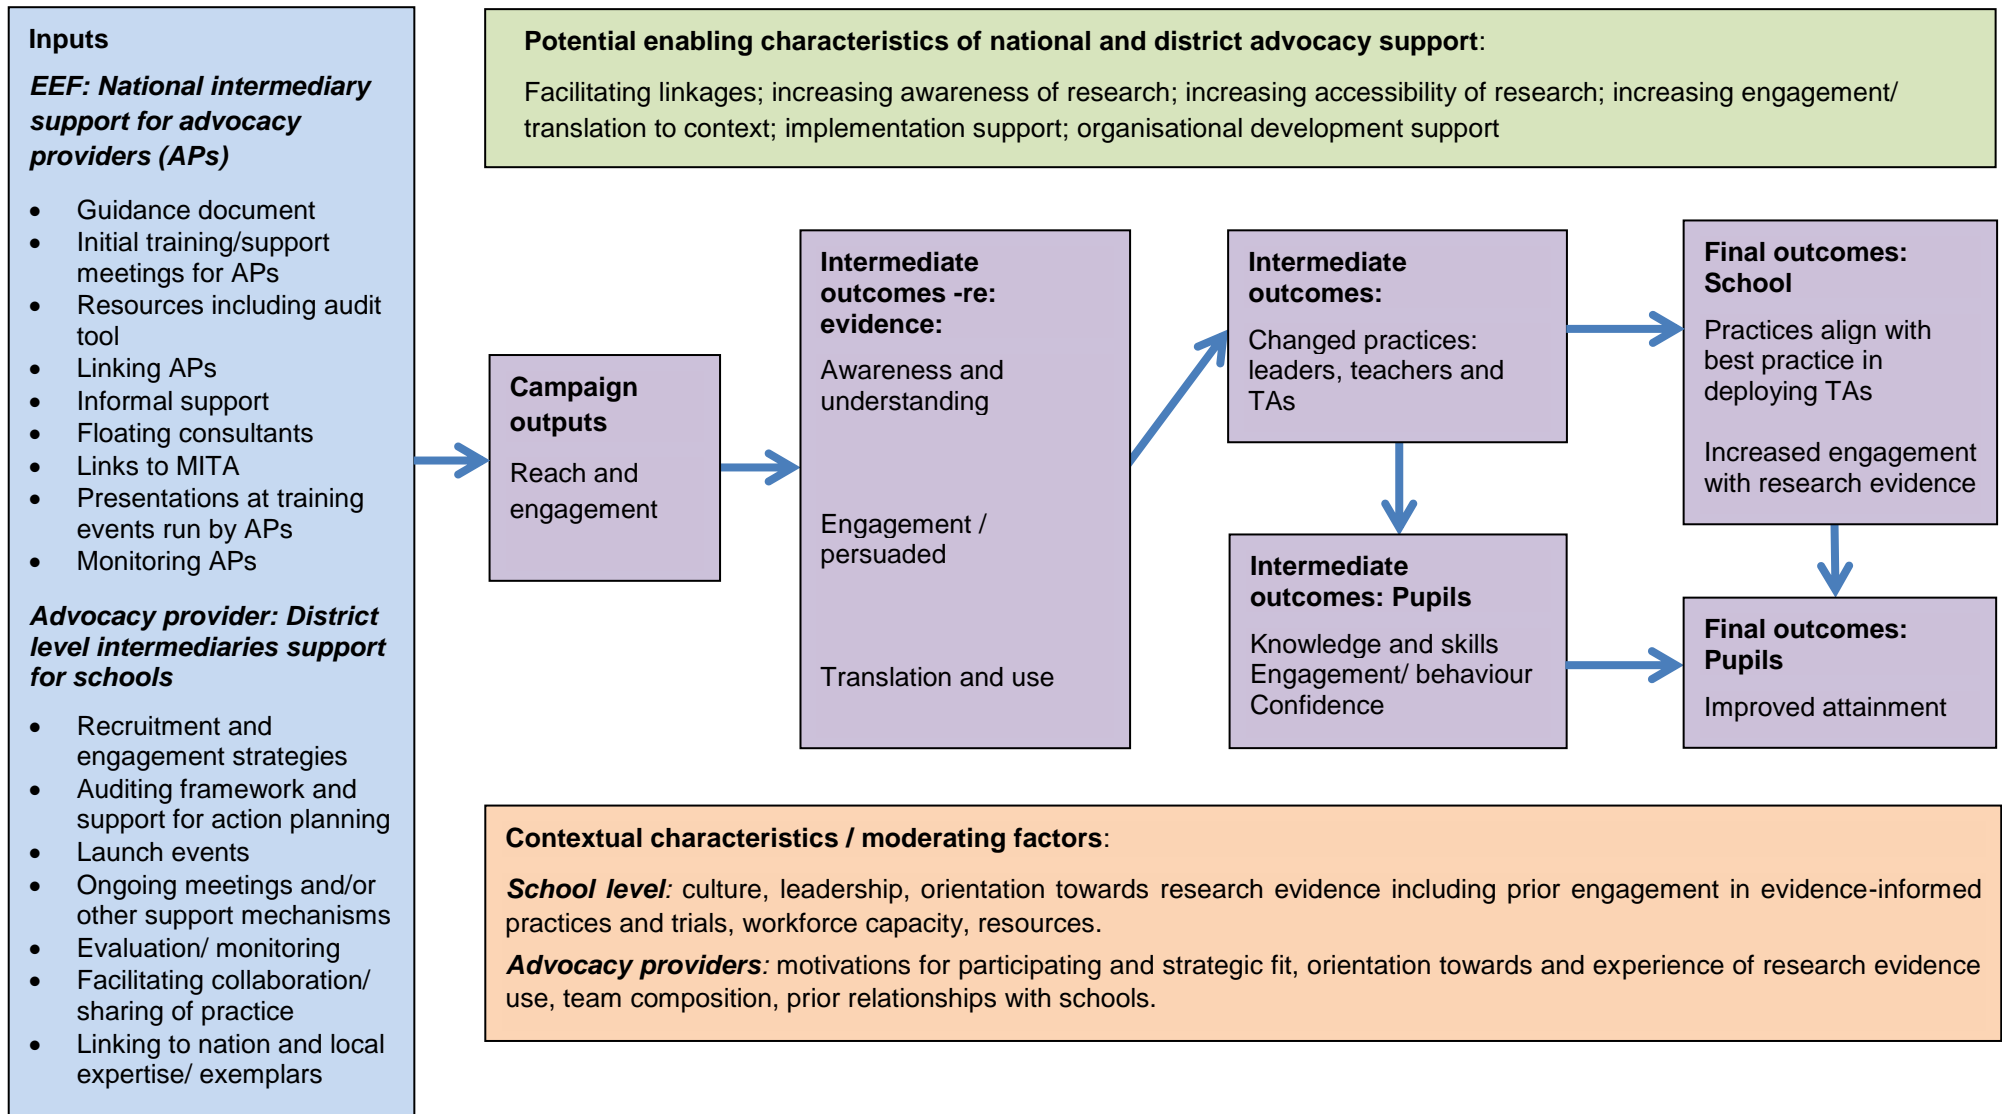 Inputs
EEF: National intermediary
support for advocacy
providers (APs)
• Guidance document
• Initial training/support
meetings for APs
• Resources including audit
tool
• Linking APs
• Informal support
• Floating consultants
• Links to MITA
• Presentations at training
events run by APs
• Monitoring APs
Advocacy provider: District
level intermediaries support
for schools
• Recruitment and
engagement strategies
• Auditing framework and
support for action planning
• Launch events
• Ongoing meetings and/or
other support mechanisms
• Evaluation/ monitoring
• Facilitating collaboration/
sharing of practice
• Linking to nation and local
expertise/ exemplars
Potential enabling characteristics of national and district advocacy support:
Facilitating linkages; increasing awareness of research; increasing accessibility of research; increasing engagement/
translation to context; implementation support; organisational development support
Campaign
outputs
Reach and
engagement
Intermediate
outcomes -re:
evidence:
Awareness and
understanding
Engagement /
persuaded
Translation and use
Intermediate
outcomes:
Changed practices:
leaders, teachers and
TAs
Intermediate
outcomes: Pupils
Knowledge and skills
Engagement/ behaviour
Confidence
Final outcomes:
School
Practices align with
best practice in
deploying TAs
Increased engagement
with research evidence
Final outcomes:
Pupils
Improved attainment
Contextual characteristics / moderating factors:
School level: culture, leadership, orientation towards research evidence including prior engagement in evidence-informed
practices and trials, workforce capacity, resources.
Advocacy providers: motivations for participating and strategic fit, orientation towards and experience of research evidence
use, team composition, prior relationships with schools.